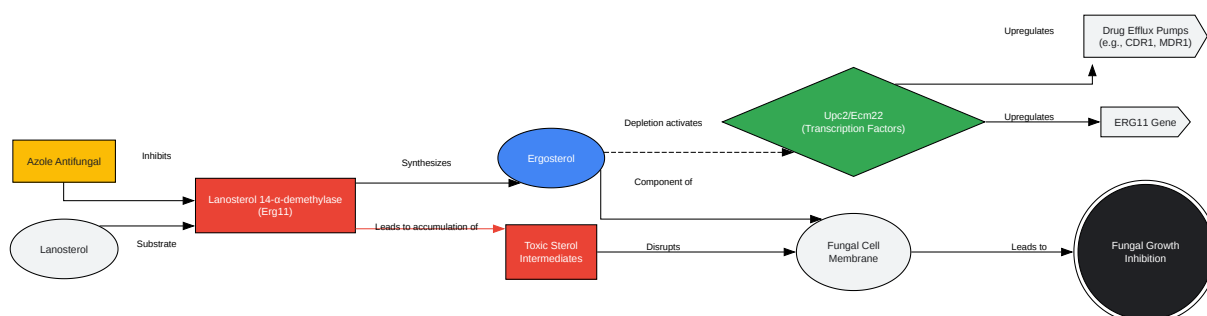 Upregulates
Drug Efflux Pumps
(e.g., CDR1, MDR1)
Depletion activates
Upc2/Ecm22
(Transcription Factors)
Upregulates
ERG11 Gene
Azole Antifungal
Inhibits
Synthesizes
Ergosterol
Component of
Lanosterol 14-α-demethylase
(Erg11)
Lanosterol
Substrate
Leads to accumulation of
Toxic Sterol
Intermediates
Disrupts
Fungal Cell
Membrane
Leads to
Fungal Growth
Inhibition